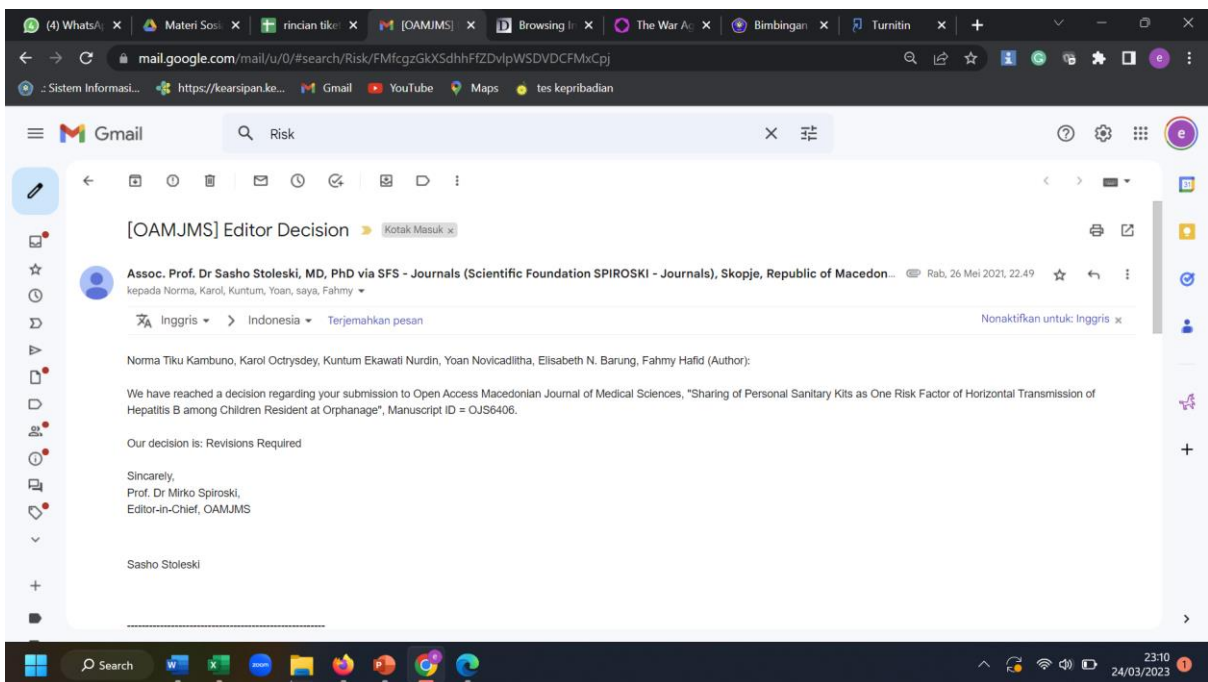 (4) WhatsA
Materi Sosi
rincian tiket
[OAMJMS]
Browsing In
The War Ag
Bimbingan
Turnitin
mail.google.com/mail/u/0/#search/Risk/FMfcgzGkXSdhhFfZDvlpWSDVDCFMxCpj
.: Sistem Informasi...
https://kearsipan.ke...
Gmail
YouTube
Maps
tes kepribadian
Gmail
Risk
[OAMJMS] Editor Decision
Kotak Masuk x
Assoc. Prof. Dr Sasho Stoleski, MD, PhD via SFS - Journals (Scientific Foundation SPIROSKI - Journals), Skopje, Republic of Macedon...
Rab, 26 Mei 2021, 22.49
kepada Norma, Karol, Kuntum, Yoan, saya, Fahmy
Inggris > Indonesia Terjemahkan pesan
Nonaktifkan untuk: Inggris x
Norma Tiku Kambuno, Karol Octrysdey, Kuntum Ekawati Nurdin, Yoan Novicadlitha, Elisabeth N. Barung, Fahmy Hafid (Author):
We have reached a decision regarding your submission to Open Access Macedonian Journal of Medical Sciences, "Sharing of Personal Sanitary Kits as One Risk Factor of Horizontal Transmission of
Hepatitis B among Children Resident at Orphanage", Manuscript ID = OJS6406.
Our decision is: Revisions Required
Sincarely,
Prof. Dr Mirko Spiroski,
Editor-in-Chief, OAMJMS
Sasho Stoleski
------------------------------------------------------
Search
23:10
24/03/2023
1